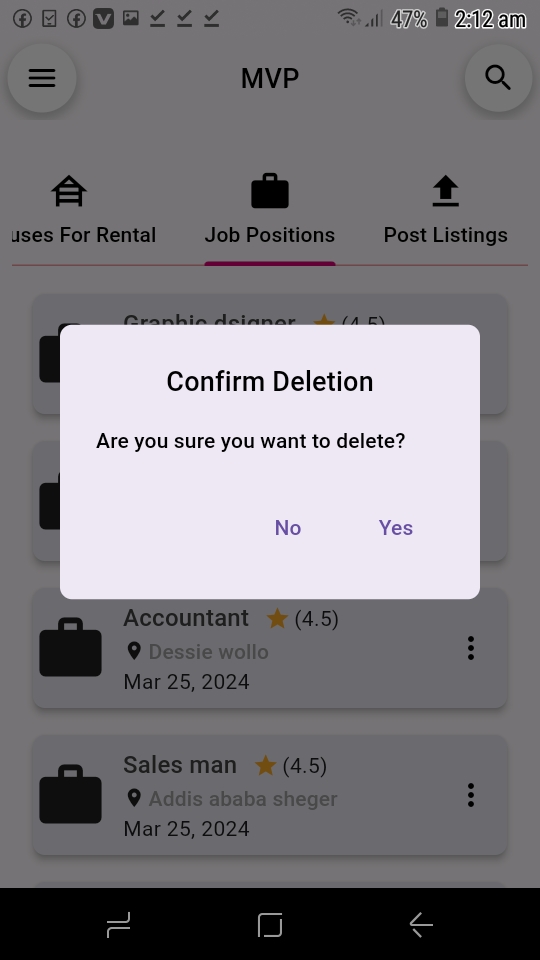 47% 2:12 am
MVP
uses For Rental
Job Positions
Post Listings
Graphic dsigner (4.5)
Confirm Deletion
Are you sure you want to delete?
No Yes
Accountant (4.5)
Dessie wollo
Mar 25, 2024
Sales man (4.5)
Addis ababa sheger
Mar 25, 2024